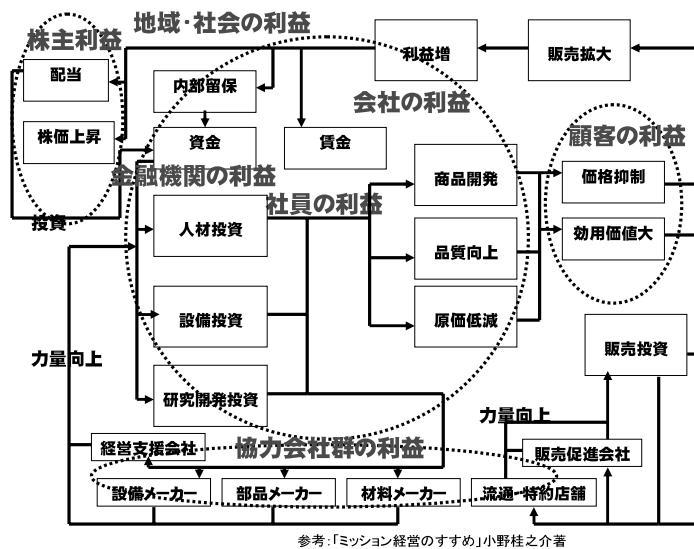 地域・社会の利益
株主利益
配当
株価上昇
投資
内部留保
資金
賃金
利益増
販売拡大
会社の利益
顧客の利益
価格抑制
効用価値大
金融機関の利益
社員の利益
人材投資
設備投資
研究開発投資
商品開発
品質向上
原価低減
販売投資
力量向上
力量向上
経営支援会社
協力会社群の利益
販売促進会社
設備メーカー
部品メーカー
材料メーカー
流通・特約店舗
参考:「ミッション経営のすすめ」小野桂之介著